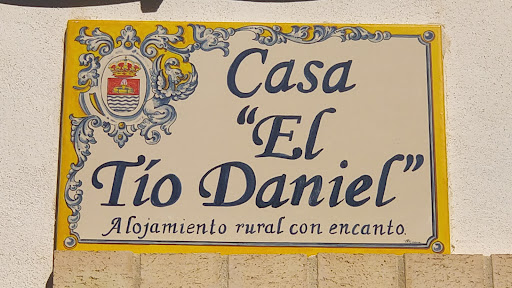 Casa
"El
Tío Daniel"
Alojamiento rural con encanto.